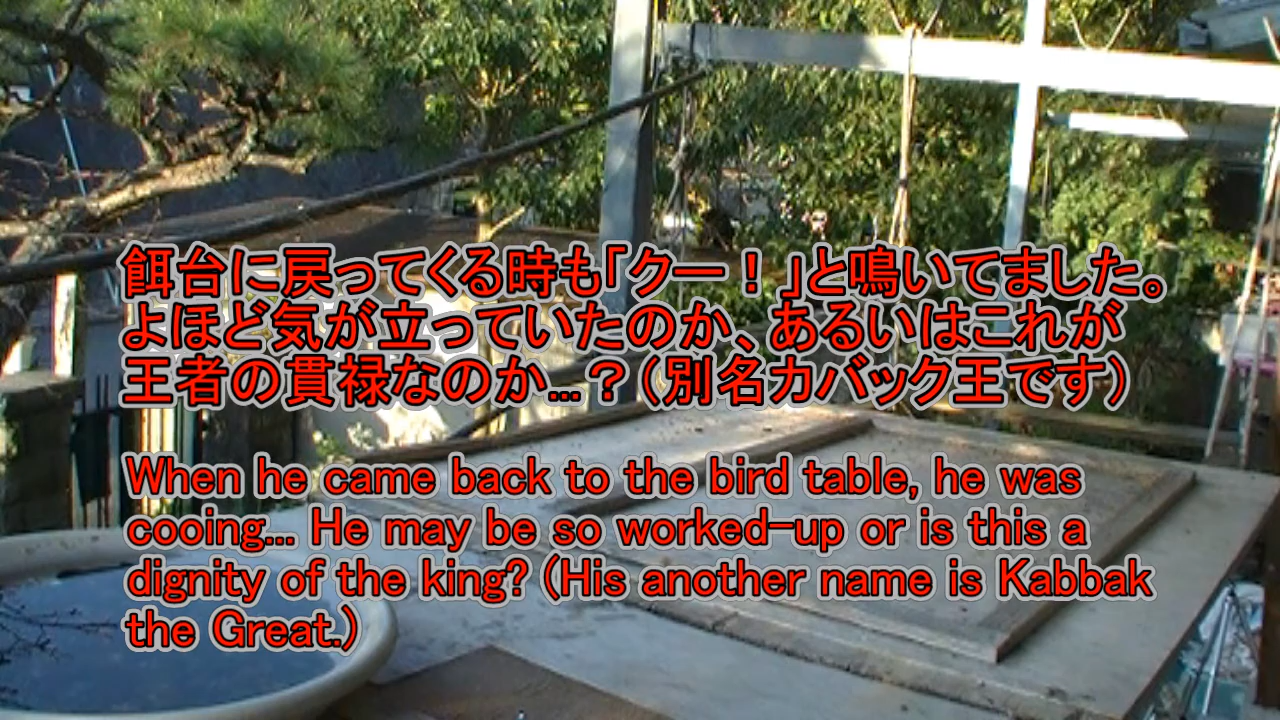 餌台に戻ってくる時も「クー！」と鳴いてました。
よほど気が立っていたのか、あるいはこれが
王者の貫禄なのか...？（別名カバック王です）
When he came back to the bird table, he was
cooing... He may be so worked-up or is this a
dignity of the king? (His another name is Kabbak
the Great.)